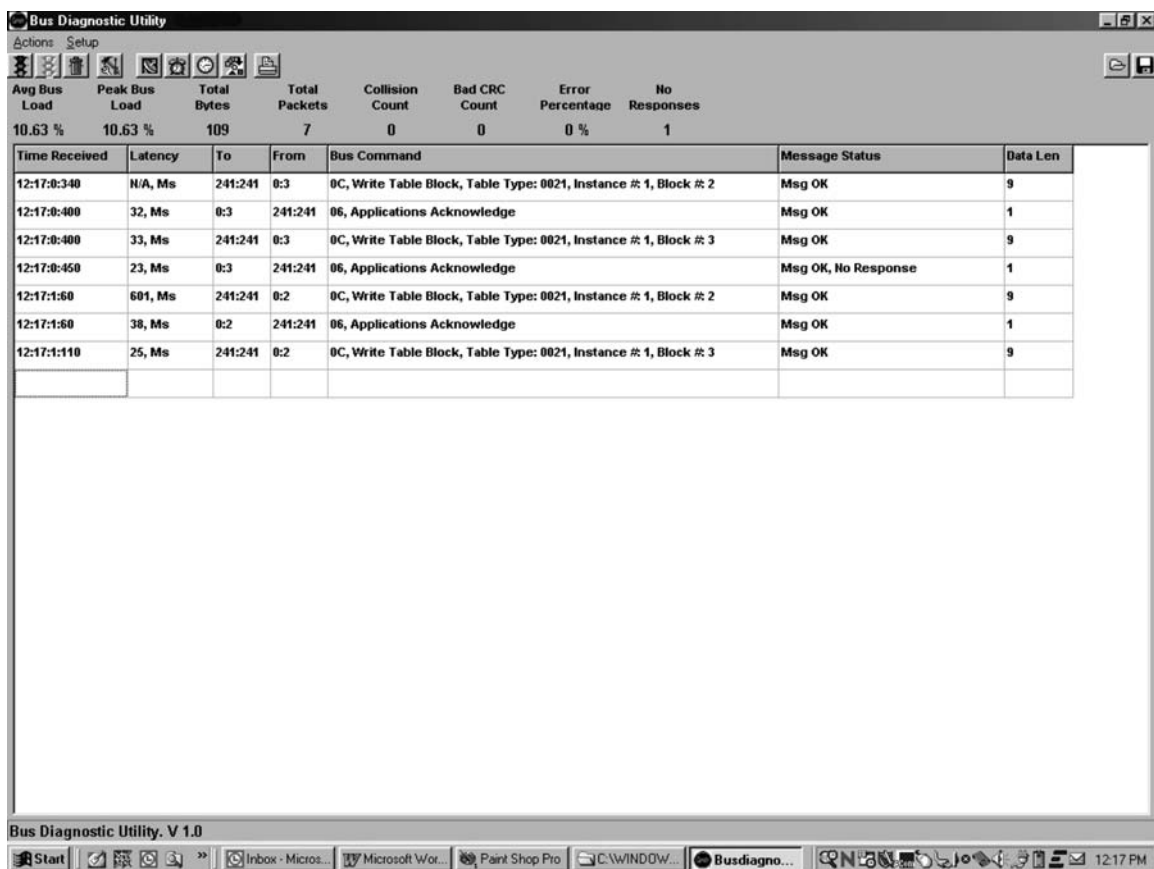 Bus Diagnostic Utility
Actions Setup
Avg Bus Load Peak Bus Load Total Bytes Total Packets Collision Count Bad CRC Count Error Percentage No Responses
10.63 % 10.63 % 109 7 0 0 0 % 1
Time Received Latency To From Bus Command Message Status Data Len
12:17:0:340 N/A, Ms 241:241 0:3 0C, Write Table Block, Table Type: 0021, Instance #: 1, Block #: 2 Msg OK 9
12:17:0:400 32, Ms 0:3 241:241 06, Applications Acknowledge Msg OK 1
12:17:0:400 33, Ms 241:241 0:3 0C, Write Table Block, Table Type: 0021, Instance #: 1, Block #: 3 Msg OK 9
12:17:0:450 23, Ms 0:3 241:241 06, Applications Acknowledge Msg OK, No Response 1
12:17:1:60 601, Ms 241:241 0:2 0C, Write Table Block, Table Type: 0021, Instance #: 1, Block #: 2 Msg OK 9
12:17:1:60 38, Ms 0:2 241:241 06, Applications Acknowledge Msg OK 1
12:17:1:110 25, Ms 241:241 0:2 0C, Write Table Block, Table Type: 0021, Instance #: 1, Block #: 3 Msg OK 9
Bus Diagnostic Utility. V 1.0
Start » Inbox - Micros... Microsoft Wor... Paint Shop Pro C:\WINDOW... Busdiagno... 12:17 PM